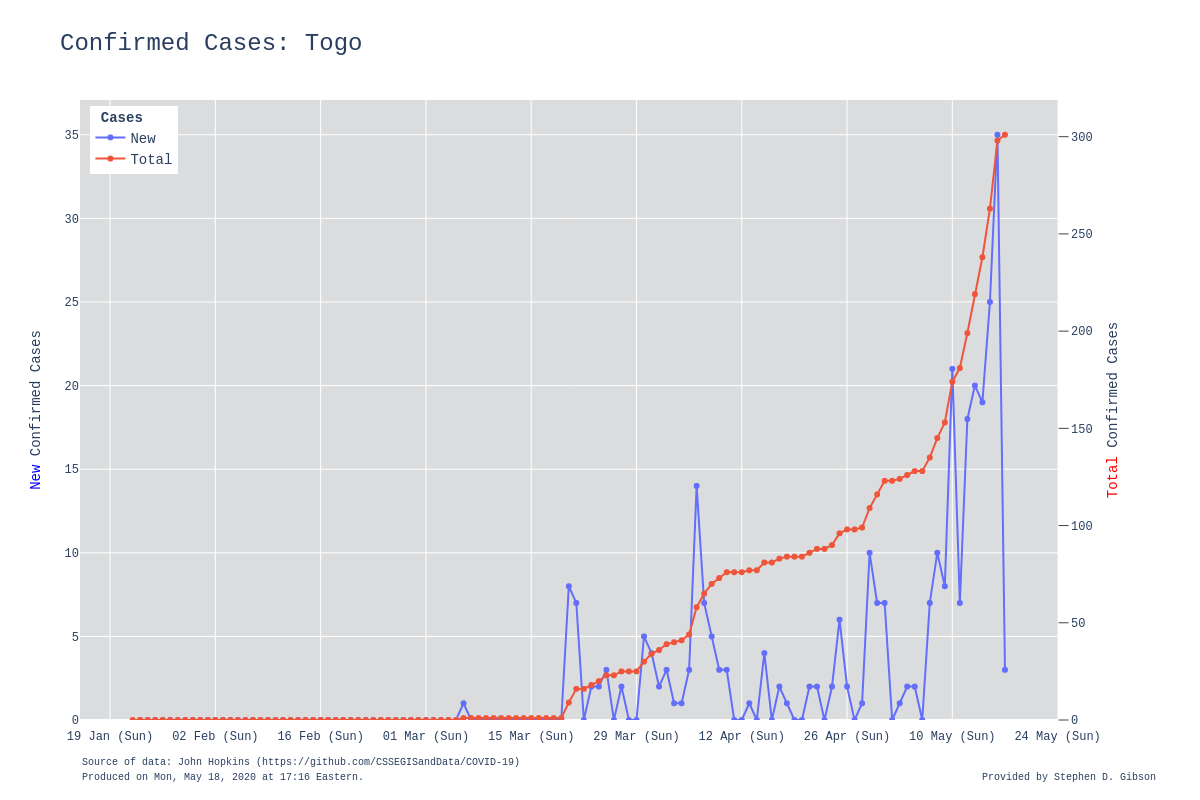 Confirmed Cases: Togo
Cases
New
Total
35
30
25
20
15
10
5
0
New Confirmed Cases
300
250
200
150
100
50
0
Total Confirmed Cases
19 Jan (Sun) 02 Feb (Sun) 16 Feb (Sun) 01 Mar (Sun) 15 Mar (Sun) 29 Mar (Sun) 12 Apr (Sun) 26 Apr (Sun) 10 May (Sun) 24 May (Sun)
Source of data: John Hopkins (https://github.com/CSSEGISandData/COVID-19)
Produced on Mon, May 18, 2020 at 17:16 Eastern.
Provided by Stephen D. Gibson